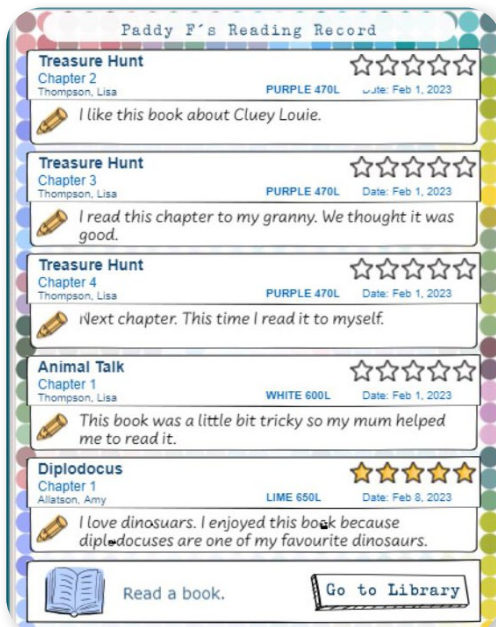 Paddy F´s Reading Record
Treasure Hunt
Chapter 2
Thompson, Lisa
PURPLE 470L
Date: Feb 1, 2023
I like this book about Cluey Louie.
Treasure Hunt
Chapter 3
Thompson, Lisa
PURPLE 470L
Date: Feb 1, 2023
I read this chapter to my granny. We thought it was
good.
Treasure Hunt
Chapter 4
Thompson, Lisa
PURPLE 470L
Date: Feb 1, 2023
Next chapter. This time I read it to myself.
Animal Talk
Chapter 1
Thompson, Lisa
WHITE 600L
Date: Feb 1, 2023
This book was a little bit tricky so my mum helped
me to read it.
Diplodocus
Chapter 1
Allatson, Amy
LIME 650L
Date: Feb 8, 2023
I love dinosuars. I enjoyed this book because
diplodocuses are one of my favourite dinosaurs.
Read a book.
Go to Library